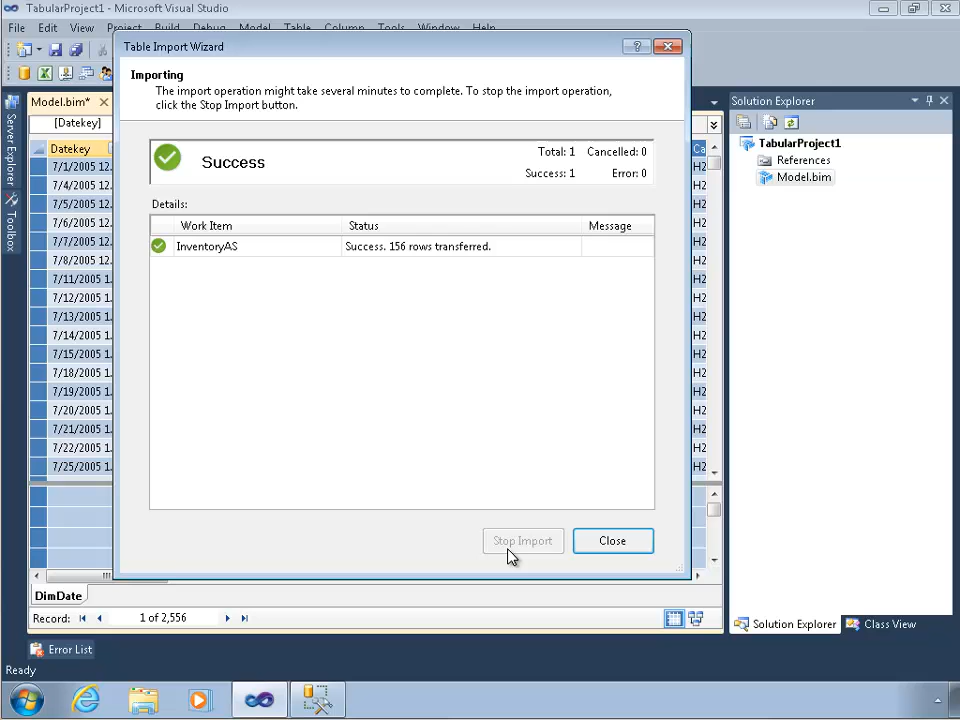 TabularProject1 - Microsoft Visual Studio
File Edit View Project Build Debug Model Table Column Tools Window Help
Table Import Wizard
Importing
The import operation might take several minutes to complete. To stop the import operation,
click the Stop Import button.
Success
Total: 1 Cancelled: 0
Success: 1 Error: 0
Details:
Work Item Status Message
InventoryAS Success. 156 rows transferred.
Stop Import Close
Server Explorer
Toolbox
Model.bim*
[Datekey]
Datekey Ca
7/1/2005 12. H2
7/4/2005 12. H2
7/5/2005 12. H2
7/6/2005 12. H2
7/7/2005 12. H2
7/8/2005 12. H2
7/11/2005 1. H2
7/12/2005 1. H2
7/13/2005 1. H2
7/14/2005 1. H2
7/15/2005 1. H2
7/18/2005 1. H2
7/19/2005 1. H2
7/20/2005 1. H2
7/21/2005 1. H2
7/22/2005 1. H2
7/25/2005 1. H2
DimDate
Record: 1 of 2,556
Solution Explorer
TabularProject1
References
Model.bim
Solution Explorer Class View
Error List
Ready